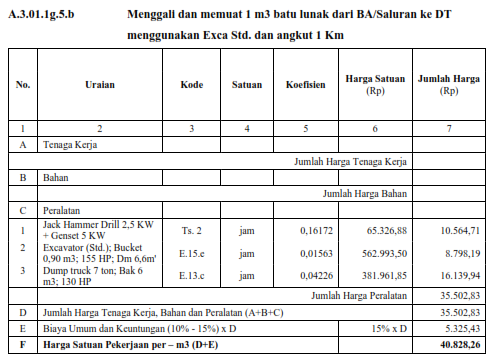 A.3.01.1g.5.b Menggali dan memuat 1 m3 batu lunak dari BA/Saluran ke DT
menggunakan Exca Std. dan angkut 1 Km
No. Uraian Kode Satuan Koefisien Harga Satuan (Rp) Jumlah Harga (Rp)
1 2 3 4 5 6 7
A Tenaga Kerja
Jumlah Harga Tenaga Kerja
B Bahan
Jumlah Harga Bahan
C Peralatan
1 Jack Hammer Drill 2,5 KW + Genset 5 KW Ts. 2 jam 0,16172 65.326,88 10.564,71
2 Excavator (Std.); Bucket 0,90 m3; 155 HP; Dm 6,6m' E.15.e jam 0,01563 562.993,50 8.798,19
3 Dump truck 7 ton; Bak 6 m3; 130 HP E.13.c jam 0,04226 381.961,85 16.139,94
Jumlah Harga Peralatan 35.502,83
D Jumlah Harga Tenaga Kerja, Bahan dan Peralatan (A+B+C) 35.502,83
E Biaya Umum dan Keuntungan (10% - 15%) x D 15% x D 5.325,43
F Harga Satuan Pekerjaan per – m3 (D+E) 40.828,26